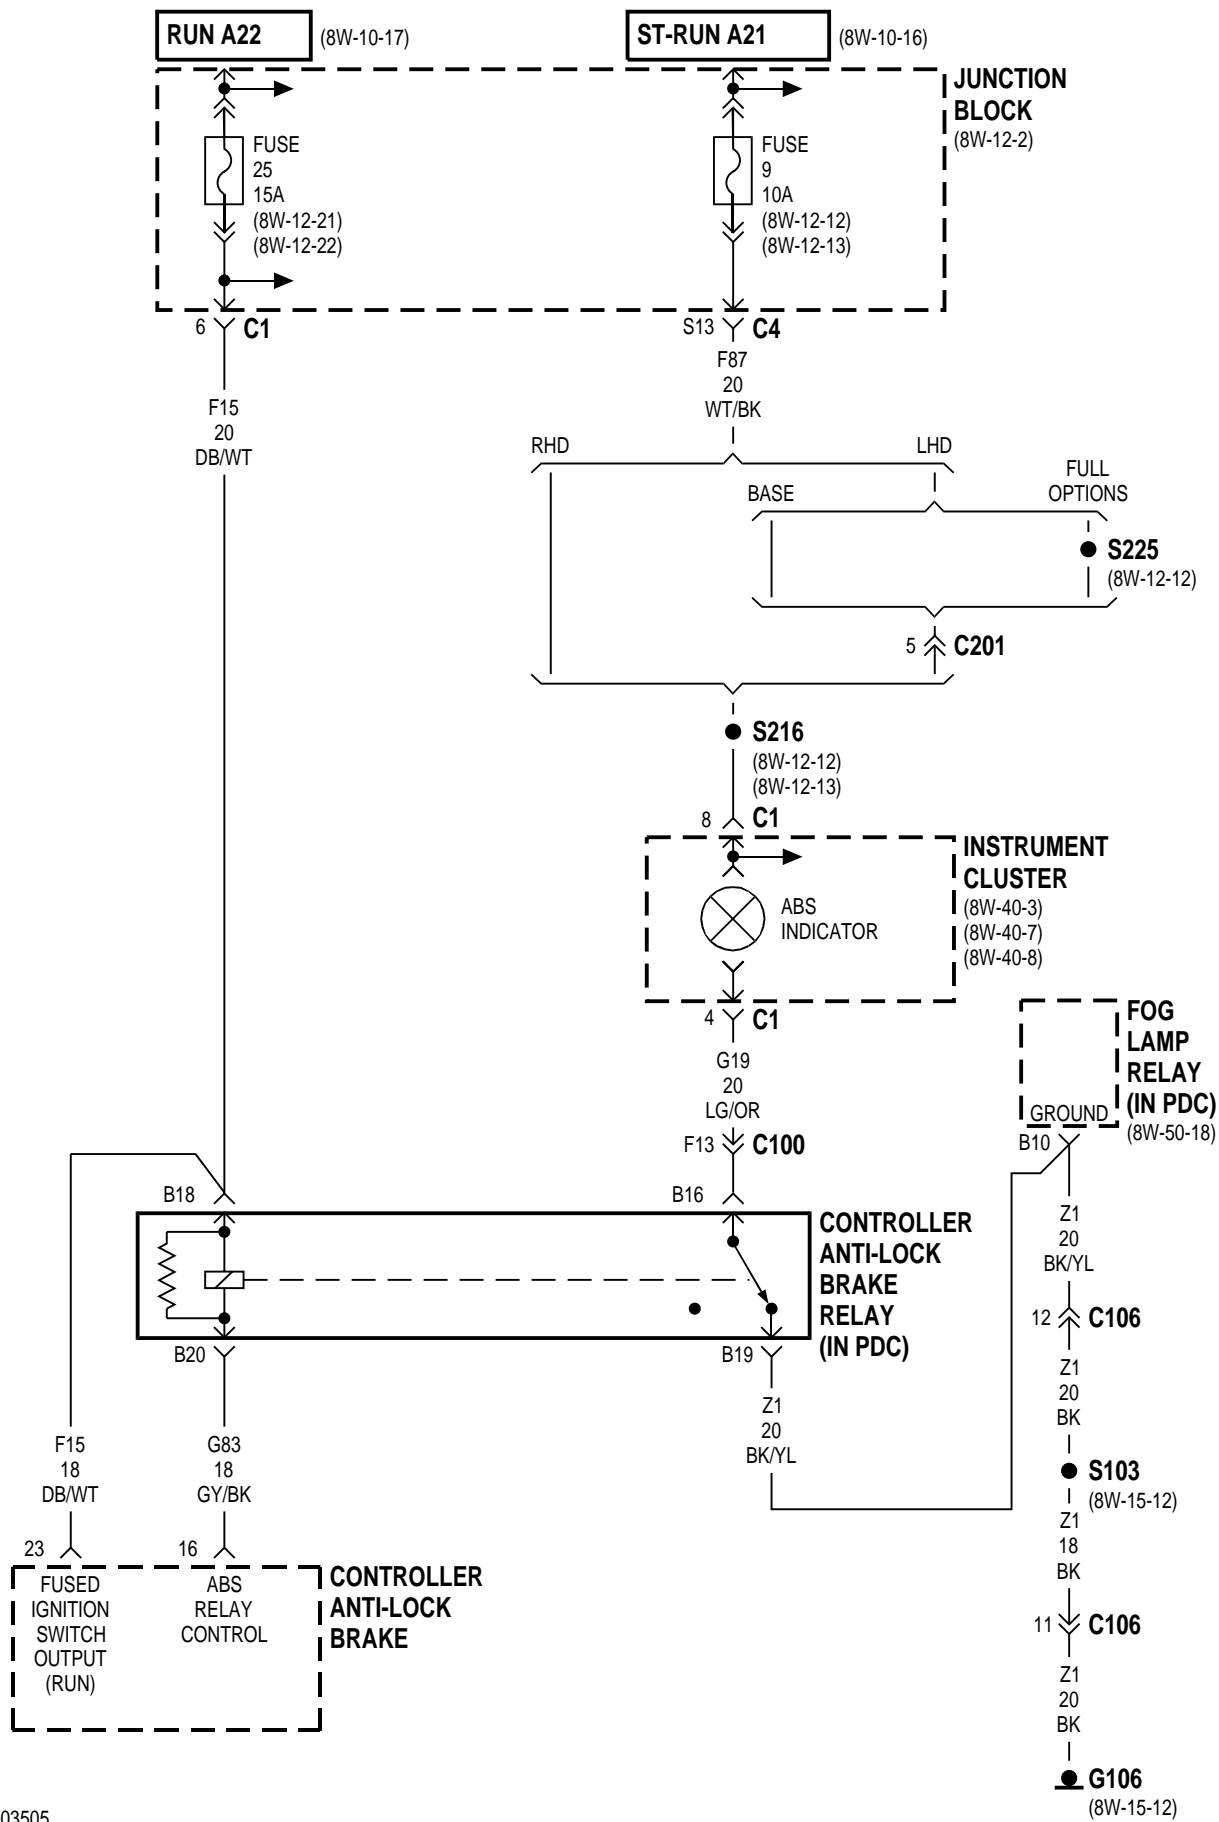 RUN A22
(8W-10-17)
ST-RUN A21
(8W-10-16)
JUNCTION
BLOCK
(8W-12-2)
FUSE
25
15A
(8W-12-21)
(8W-12-22)
FUSE
9
10A
(8W-12-12)
(8W-12-13)
6
C1
S13
C4
F15
20
DB/WT
F87
20
WT/BK
RHD
LHD
BASE
FULL
OPTIONS
S225
(8W-12-12)
5
C201
S216
(8W-12-12)
(8W-12-13)
8
C1
INSTRUMENT
CLUSTER
(8W-40-3)
(8W-40-7)
(8W-40-8)
ABS
INDICATOR
4
C1
G19
20
LG/OR
F13
C100
FOG
LAMP
RELAY
(IN PDC)
(8W-50-18)
GROUND
B10
B18
B16
CONTROLLER
ANTI-LOCK
BRAKE
RELAY
(IN PDC)
B20
B19
Z1
20
BK/YL
Z1
20
BK/YL
12
C106
Z1
20
BK
S103
(8W-15-12)
Z1
18
BK
11
C106
Z1
20
BK
G106
(8W-15-12)
F15
18
DB/WT
G83
18
GY/BK
23
16
FUSED
IGNITION
SWITCH
OUTPUT
(RUN)
ABS
RELAY
CONTROL
CONTROLLER
ANTI-LOCK
BRAKE
03505